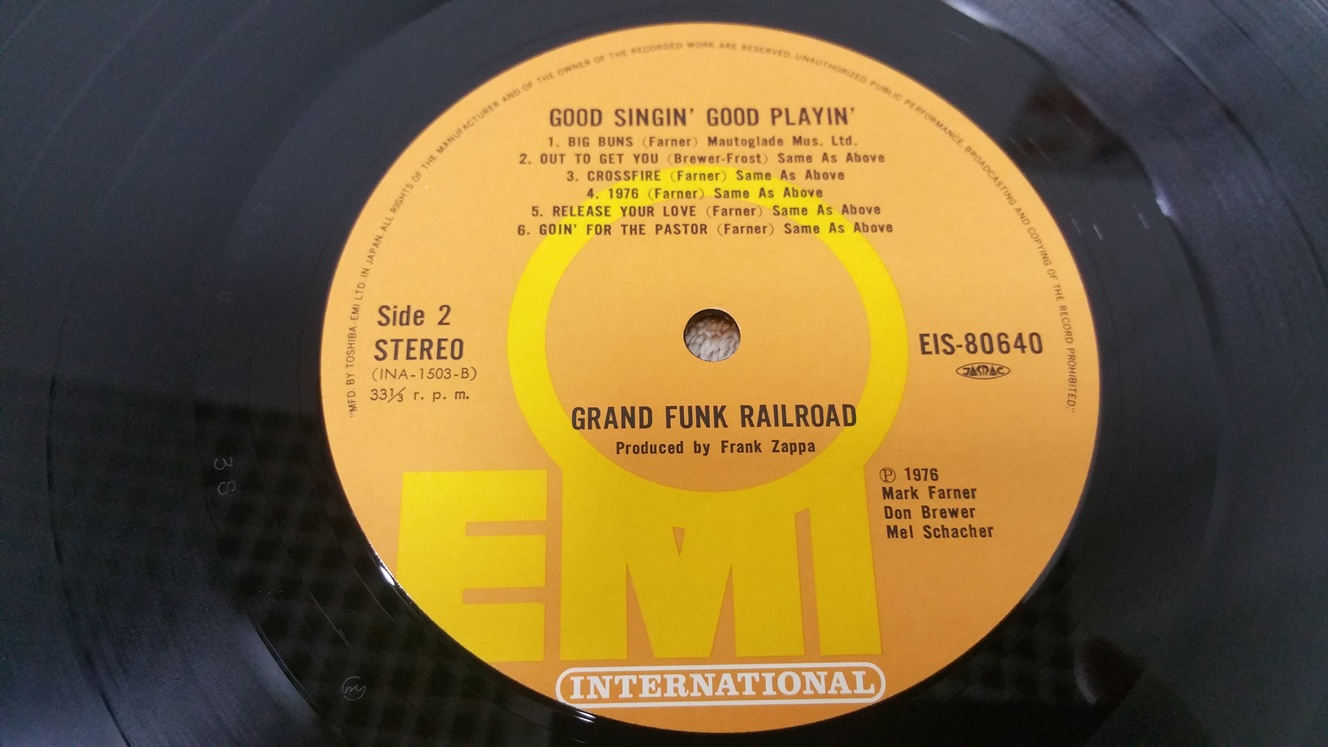 "MFD. BY TOSHIBA-EMI LTD. IN JAPAN. ALL RIGHTS OF THE MANUFACTURER AND OF THE OWNER OF THE RECORDED WORK ARE RESERVED. UNAUTHORIZED PUBLIC PERFORMANCE, BROADCASTING AND COPYING OF THE RECORD PROHIBITED."
GOOD SINGIN' GOOD PLAYIN'
1. BIG BUNS (Farner) Mautoglade Mus. Ltd.
2. OUT TO GET YOU (Brewer-Frost) Same As Above
3. CROSSFIRE (Farner) Same As Above
4. 1976 (Farner) Same As Above
5. RELEASE YOUR LOVE (Farner) Same As Above
6. GOIN' FOR THE PASTOR (Farner) Same As Above
Side 2
STEREO
(INA-1503-B)
33⅓ r. p. m.
EIS-80640
JASRAC
GRAND FUNK RAILROAD
Produced by Frank Zappa
℗ 1976
Mark Farner
Don Brewer
Mel Schacher
EMI
INTERNATIONAL